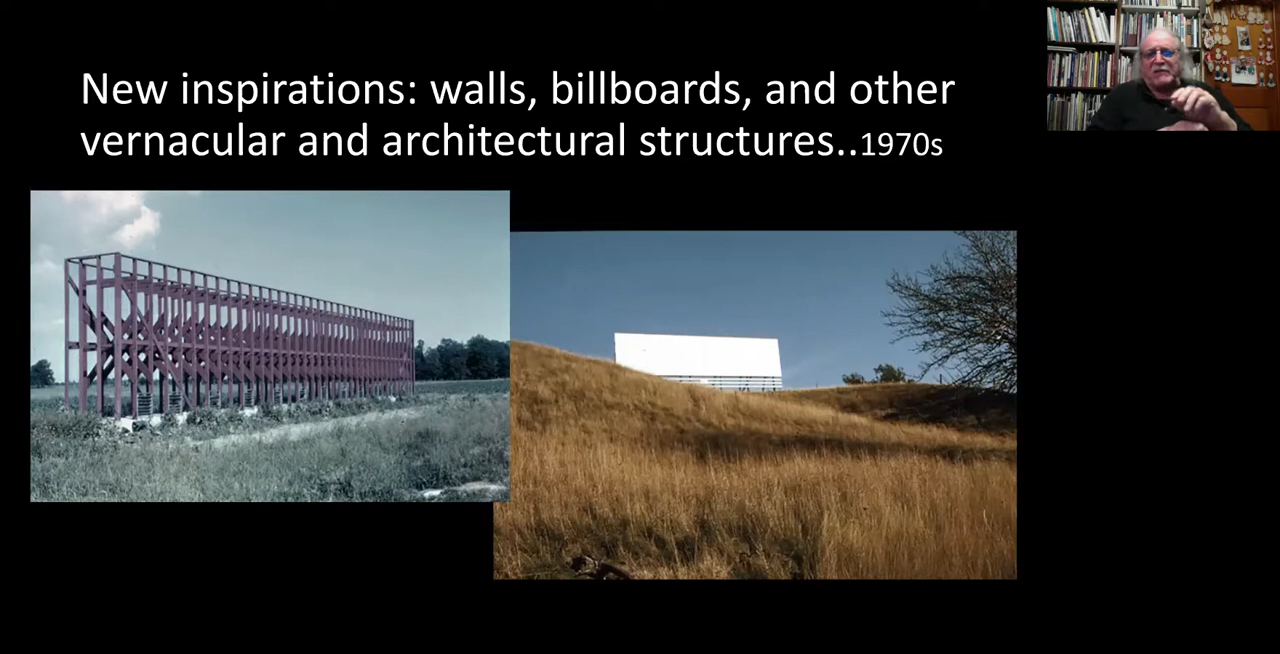 New inspirations: walls, billboards, and other
vernacular and architectural structures..1970s